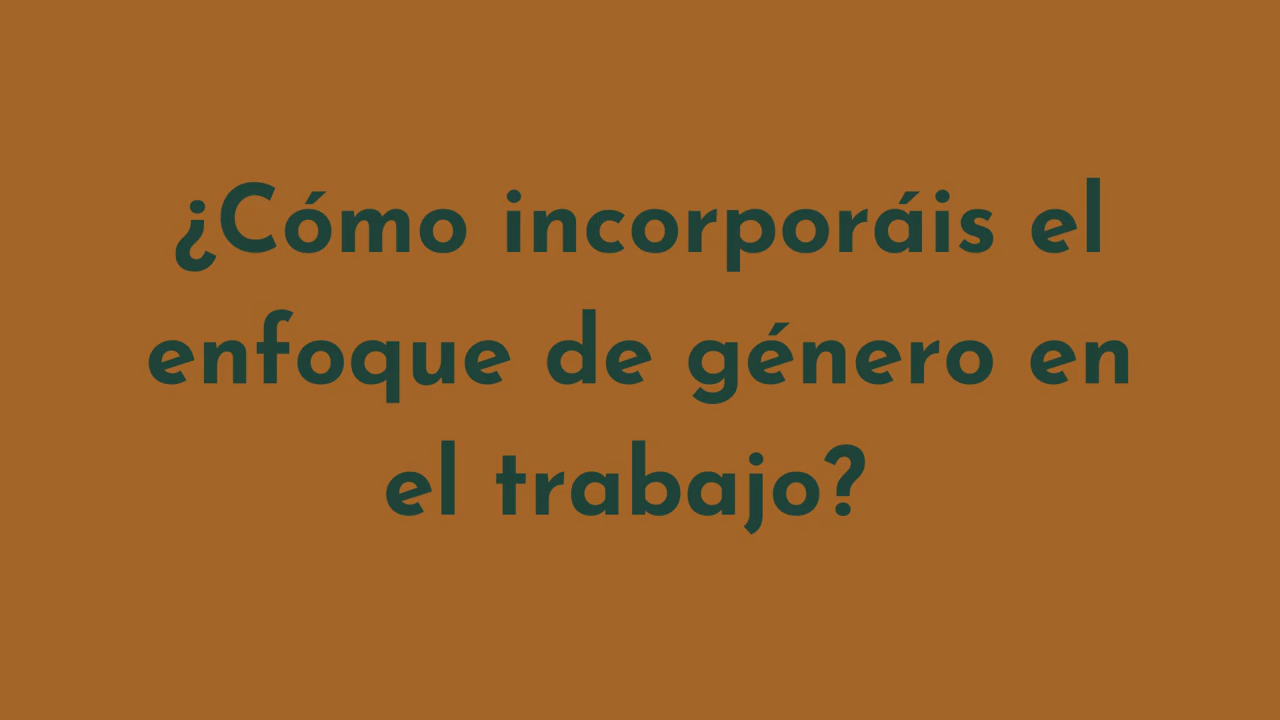 ¿Cómo incorporáis el
enfoque de género en
el trabajo?